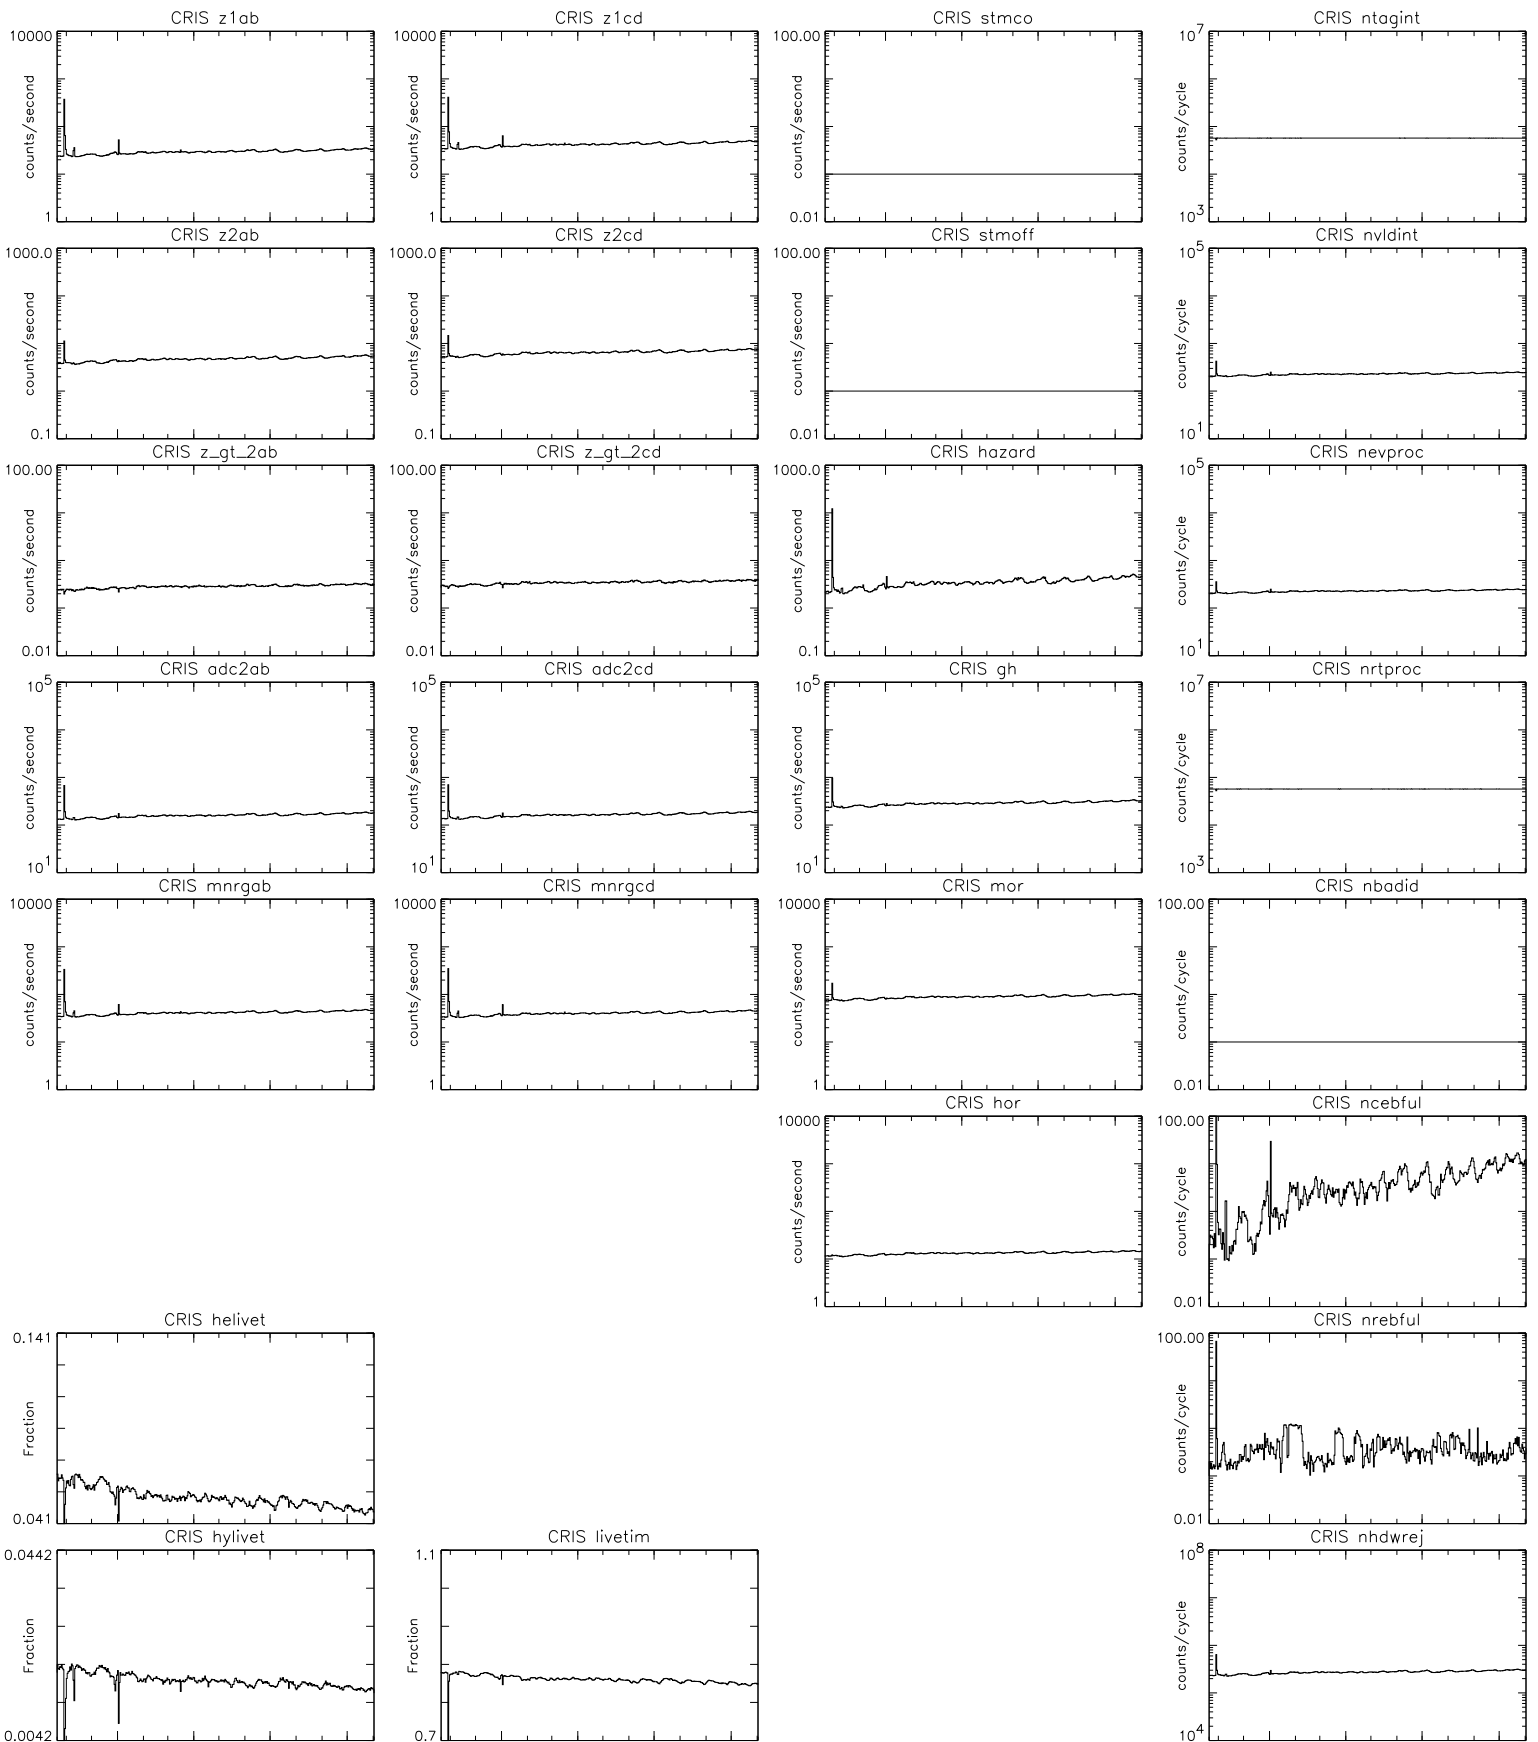 CRIS z1ab
CRIS z1cd
CRIS stmco
CRIS ntagint
10000
counts/second
1
10000
counts/second
1
100.00
counts/second
0.01
10^7
counts/cycle
10^3
CRIS z2ab
CRIS z2cd
CRIS stmoff
CRIS nvldint
1000.0
counts/second
0.1
1000.0
counts/second
0.1
100.00
counts/second
0.01
10^5
counts/cycle
10^1
CRIS z_gt_2ab
CRIS z_gt_2cd
CRIS hazard
CRIS nevproc
100.00
counts/second
0.01
100.00
counts/second
0.01
1000.0
counts/second
0.1
10^5
counts/cycle
10^1
CRIS adc2ab
CRIS adc2cd
CRIS gh
CRIS nrtproc
10^5
counts/second
10^1
10^5
counts/second
10^1
10^5
counts/second
10^1
10^7
counts/cycle
10^3
CRIS mnrgab
CRIS mnrgcd
CRIS mor
CRIS nbadid
10000
counts/second
1
10000
counts/second
1
10000
counts/second
1
100.00
counts/cycle
0.01
CRIS hor
CRIS ncebful
10000
counts/second
1
100.00
counts/cycle
0.01
CRIS helivet
CRIS nrebful
0.141
Fraction
0.041
100.00
counts/cycle
0.01
CRIS hylivet
CRIS livetim
CRIS nhdwrej
0.0442
Fraction
0.0042
1.1
Fraction
0.7
10^8
counts/cycle
10^4